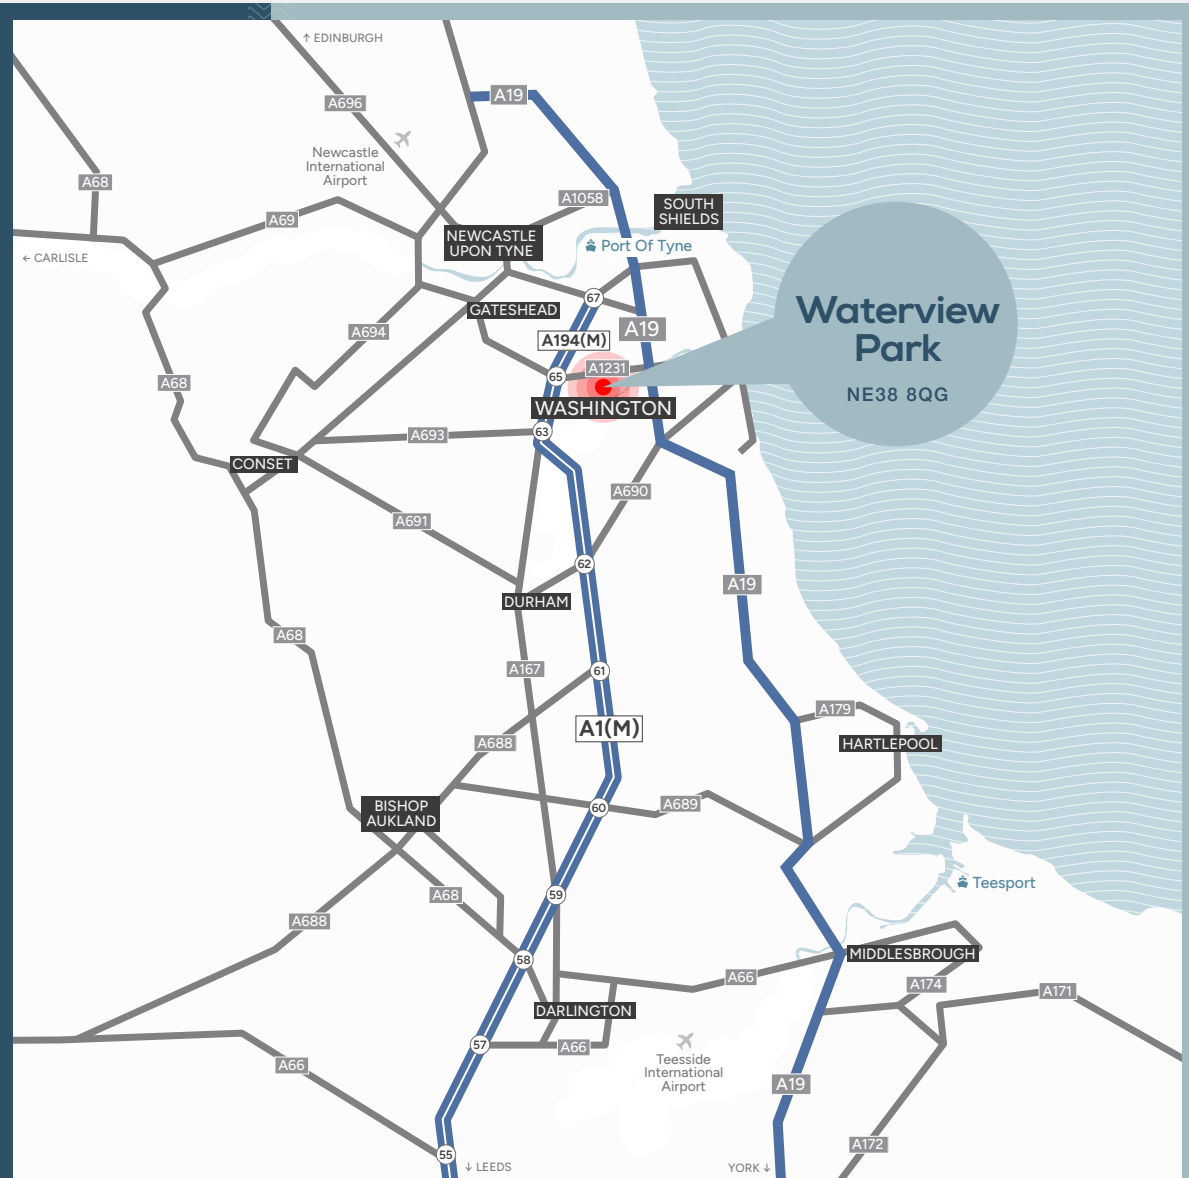 ↑ EDINBURGH
A19
A696
Newcastle
International
Airport
A68
A1058
SOUTH
SHIELDS
A69
NEWCASTLE
UPON TYNE
Port Of Tyne
← CARLISLE
67
GATESHEAD
Waterview
Park
NE38 8QG
A694
A19
A194(M)
A1231
65
A68
WASHINGTON
63
A693
CONSET
A690
A691
62
A19
DURHAM
A68
A167
61
A179
A1(M)
A688
HARTLEPOOL
BISHOP
AUKLAND
60
A689
Teesport
A68
59
A688
58
MIDDLESBROUGH
A66
A174
A171
DARLINGTON
57
A66
Teesside
International
Airport
A66
A19
A172
55
↓ LEEDS
YORK ↓